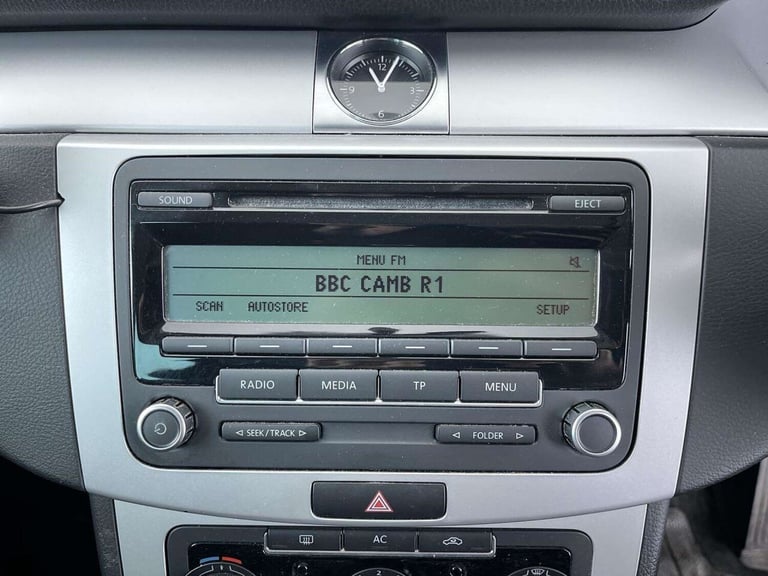 12
9 3
6
SOUND EJECT
MENU FM
BBC CAMB R1
SCAN AUTOSTORE SETUP
RADIO MEDIA TP MENU
SEEK/TRACK FOLDER
AC
2